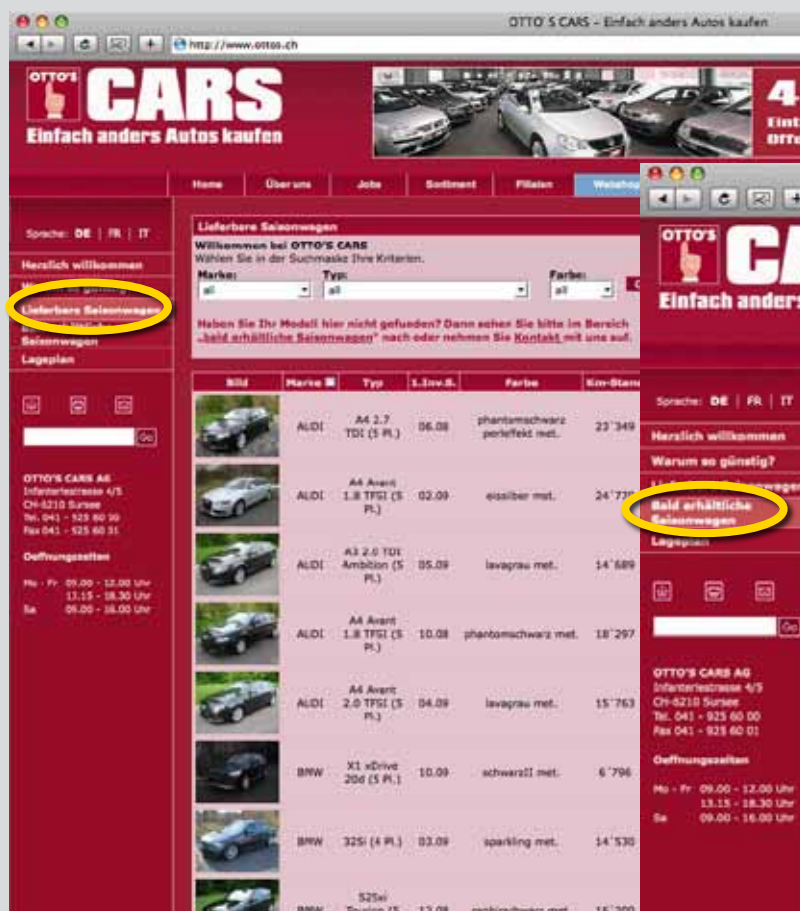 OTTO'S CARS – Einfach anders Autos kaufen
http://www.ottos.ch
OTTO'S CARS
Einfach anders Autos kaufen
4
Home | Über uns | Jobs | Sortiment | Filialen | Webshop
Sprache: DE | FR | IT
Herzlich willkommen
Lieferbare Saisonwagen
Saisonwagen
Lageplan
Go
OTTO'S CARS AG
Infanteriestrasse 4/5
CH-6210 Sursee
Oeffnungszeiten
Mo - Fr 09.00 - 12.00 Uhr
13.15 - 18.30 Uhr
Sa 09.00 - 16.00 Uhr
Lieferbare Saisonwagen
Willkommen bei OTTO'S CARS
Wählen Sie in der Suchmaske Ihre Kriterien.
Marke: Typ: Farbe:
all all all
Haben Sie Ihr Modell hier nicht gefunden? Dann sehen Sie bitte im Bereich
„bald erhältliche Saisonwagen" nach oder nehmen Sie Kontakt mit uns auf.
Bild Marke Typ 1.Inv.S. Farbe Km-Stand
AUDI A4 2.7 TDI (5 Pl.) 06.08 phantomschwarz perleffekt met. 23'349
AUDI A4 Avant 1.8 TFSI (5 Pl.) 02.09 eissilber met.
AUDI A3 2.0 TDI Ambition (5 Pl.) 05.09 lavagrau met. 14'689
AUDI A4 Avant 1.8 TFSI (5 Pl.) 10.08 phantomschwarz met. 18'297
AUDI A4 Avant 2.0 TFSI (5 Pl.) 04.09 lavagrau met. 15'763
BMW X1 xDrive 20d (5 Pl.) 10.09 schwarzII met. 6'796
BMW 325i (4 Pl.) 03.09 sparkling met. 14'530
BMW 525xi
OTTO'S
Einfach anders
Sprache: DE | FR | IT
Herzlich willkommen
Warum so günstig?
Bald erhältliche
Saisonwagen
Lageplan
Go
OTTO'S CARS AG
Infanteriestrasse 4/5
CH-6210 Sursee
Tel. 041 - 925 60 00
Fax 041 - 925 60 01
Oeffnungszeiten
Mo - Fr 09.00 - 12.00 Uhr
13.15 - 18.30 Uhr
Sa 09.00 - 16.00 Uhr